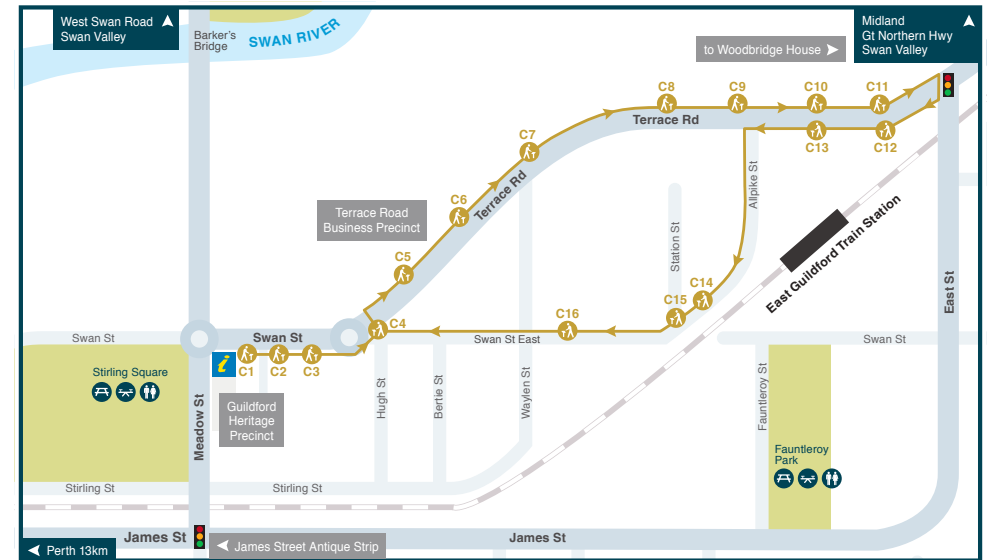 West Swan Road
Swan Valley
Barker's
Bridge
SWAN RIVER
Midland
Gt Northern Hwy
Swan Valley
to Woodbridge House
C8
C9
C10
C11
Terrace Rd
C13
C12
C7
Terrace Rd
C6
Terrace Road
Business Precinct
Allpike St
Station St
East Guildford Train Station
East St
C5
C14
C15
C16
C4
Swan St
Swan St
Swan St East
Swan St
i
C1
C2
C3
Stirling Square
Guildford
Heritage
Precinct
Meadow St
Hugh St
Bertie St
Waylen St
Fauntleroy St
Fauntleroy
Park
Stirling St
Stirling St
James St
James St
Perth 13km
James Street Antique Strip